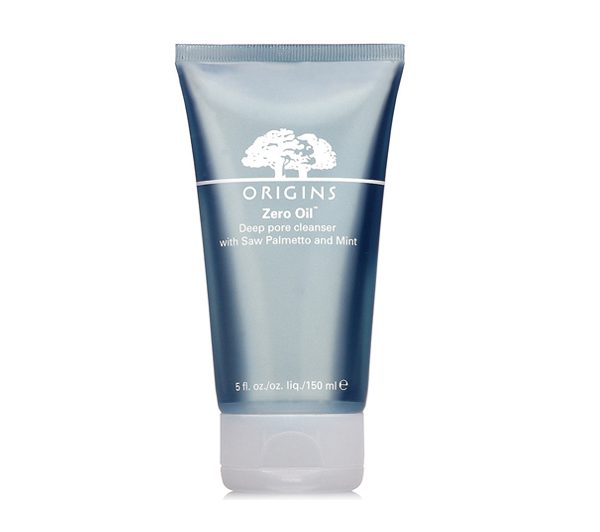 ORIGINS
Zero Oil™
Deep pore cleanser
with Saw Palmetto and Mint
5 fl. oz./oz. liq./150 ml ℮